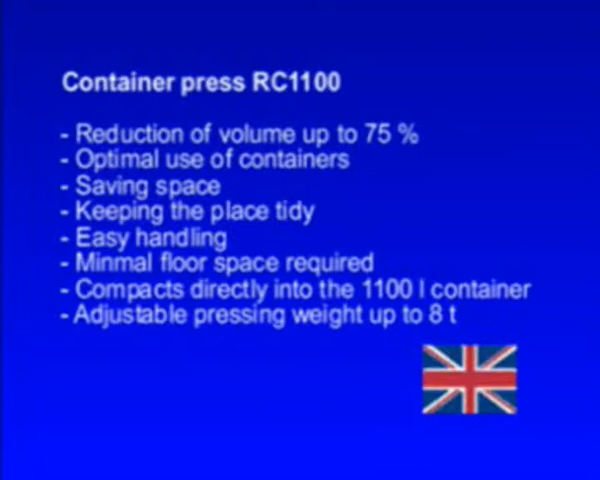 Container press RC1100
- Reduction of volume up to 75 %
- Optimal use of containers
- Saving space
- Keeping the place tidy
- Easy handling
- Minmal floor space required
- Compacts directly into the 1100 l container
- Adjustable pressing weight up to 8 t